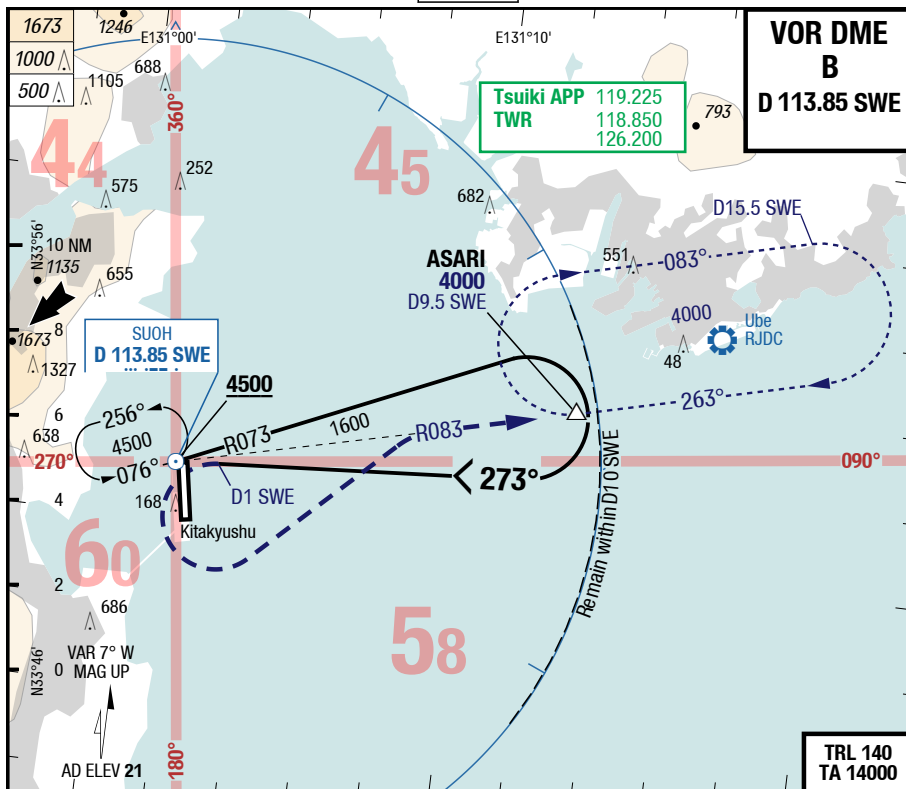 1673
1000
500
1246
E131°00'
E131°10'
VOR DME
B
D 113.85 SWE
Tsuiki APP 119.225
TWR 118.850
126.200
793
688
1105
360°
44
45
252
575
682
D15.5 SWE
N33°56'
10 NM
1135
655
ASARI
4000
D9.5 SWE
551
083°
4000
Ube
RJDC
48
8
1673
1327
SUOH
D 113.85 SWE
4500
263°
6
256°
4500
076°
638
R073
1600
R083
270°
090°
273°
D1 SWE
4
168
Kitakyushu
Remain within D10 SWE
60
58
2
686
VAR 7° W
MAG UP
N33°46'
0
180°
AD ELEV 21
TRL 140
TA 14000